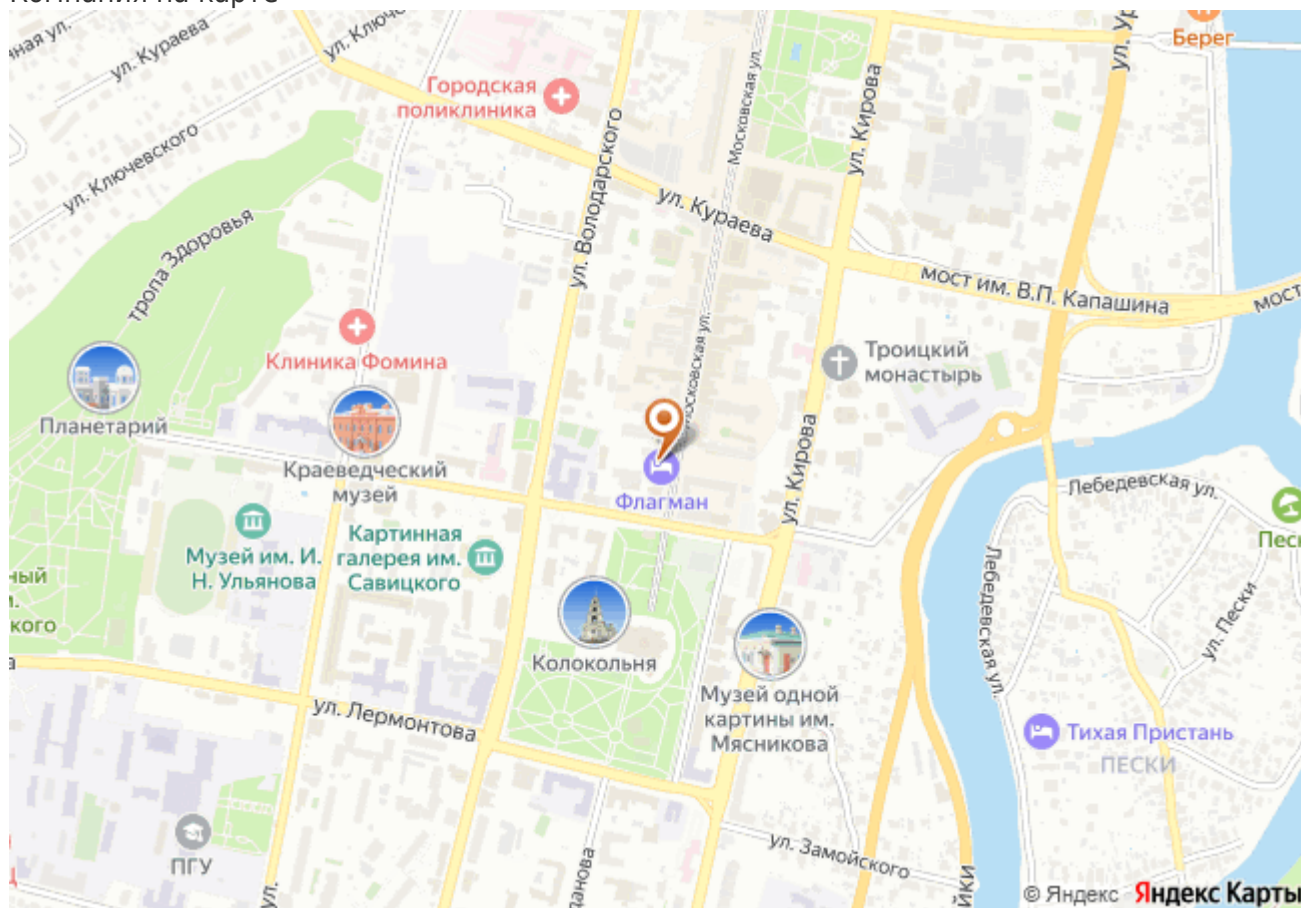 ул. Кураева
ул. Ключевского
Городская
поликлиника
ул. Володарского
Московская ул.
ул. Кирова
Берег
ул. Кураева
тропа Здоровья
мост им. В.П. Капашина
мост
Клиника Фомина
Троицкий
монастырь
Планетарий
Краеведческий
музей
Флагман
ул. Кирова
Лебедевская ул.
Музей им. И.
Н. Ульянова
Картинная
галерея им.
Савицкого
Лебедевская ул.
ул. Пески
Колокольня
Музей одной
картины им.
Мясникова
ул. Лермонтова
Тихая Пристань
ПЕСКИ
ПГУ
ул. Замойского
ул.
© Яндекс Яндекс Карты